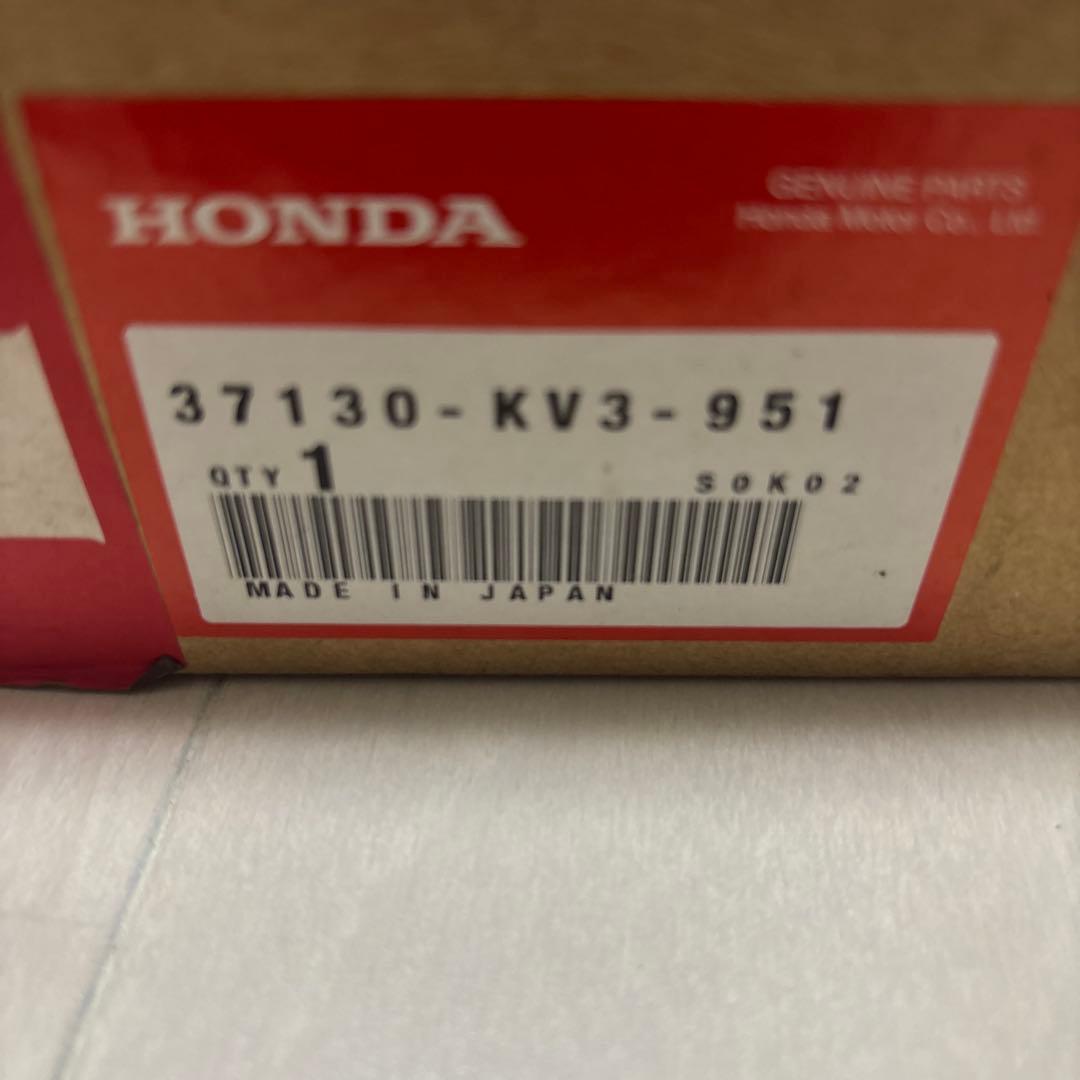 HONDA
GENUINE PARTS
Honda Motor Co., Ltd.
37130-KV3-951
QTY 1
S0K02
MADE IN JAPAN